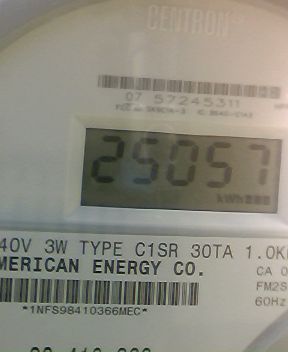 CENTRON
07 57245311
25057
kWh
40V 3W TYPE C1SR 30TA 1.0K
MERICAN ENERGY CO.
CA 0
FM2S
60Hz
*1NFS98410366MEC*